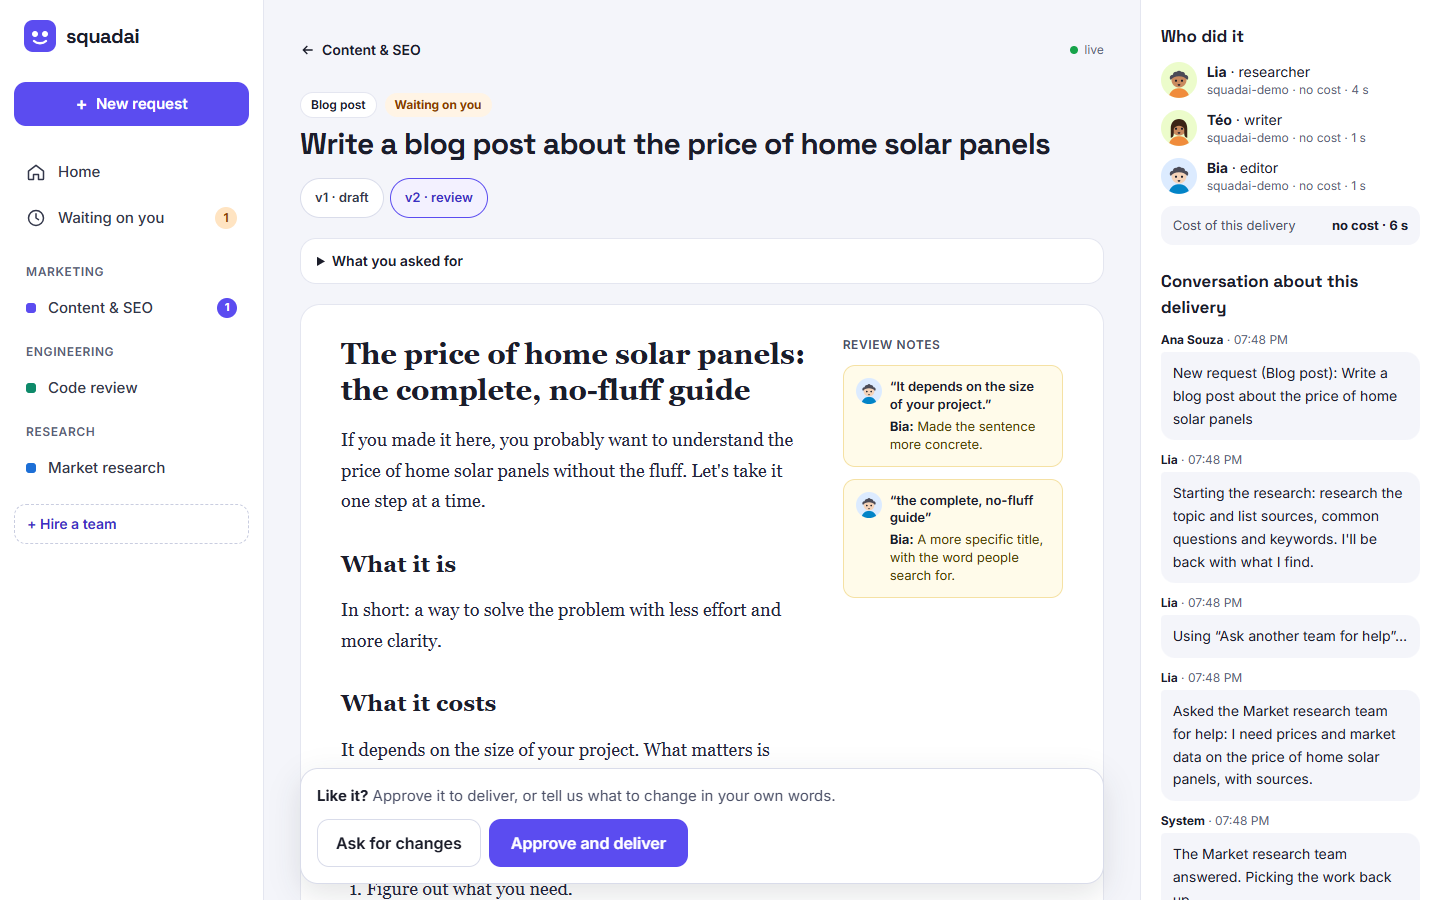 squadai
+ New request
Home
Waiting on you 1
MARKETING
Content & SEO 1
ENGINEERING
Code review
RESEARCH
Market research
+ Hire a team
← Content & SEO
live
Blog post
Waiting on you
Write a blog post about the price of home solar panels
v1 · draft
v2 · review
▶ What you asked for
The price of home solar panels:
the complete, no-fluff guide
If you made it here, you probably want to understand the
price of home solar panels without the fluff. Let's take it
one step at a time.
What it is
In short: a way to solve the problem with less effort and
more clarity.
What it costs
It depends on the size of your project. What matters is
REVIEW NOTES
“It depends on the size
of your project.”
Bia: Made the sentence
more concrete.
“the complete, no-fluff
guide”
Bia: A more specific title,
with the word people
search for.
Like it? Approve it to deliver, or tell us what to change in your own words.
Ask for changes
Approve and deliver
1. Figure out what you need.
Who did it
Lia · researcher
squadai-demo · no cost · 4 s
Téo · writer
squadai-demo · no cost · 1 s
Bia · editor
squadai-demo · no cost · 1 s
Cost of this delivery no cost · 6 s
Conversation about this
delivery
Ana Souza · 07:48 PM
New request (Blog post): Write a
blog post about the price of home
solar panels
Lia · 07:48 PM
Starting the research: research the
topic and list sources, common
questions and keywords. I'll be
back with what I find.
Lia · 07:48 PM
Using “Ask another team for help”...
Lia · 07:48 PM
Asked the Market research team
for help: I need prices and market
data on the price of home solar
panels, with sources.
System · 07:48 PM
The Market research team
answered. Picking the work back